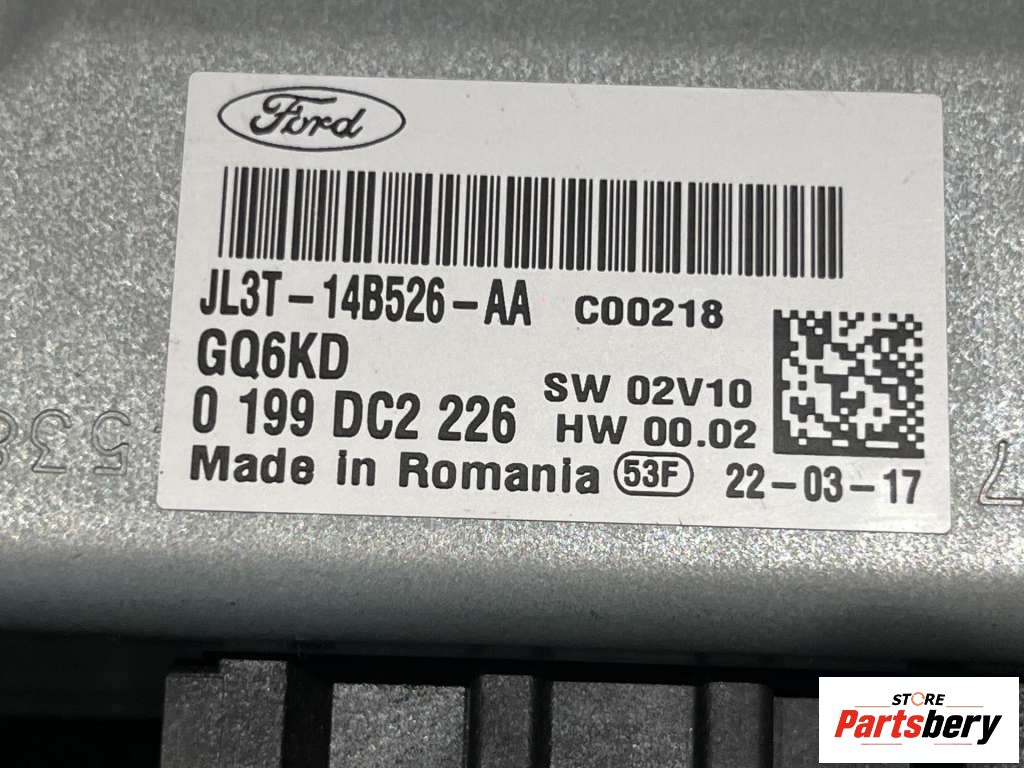 Ford
JL3T-14B526-AA C00218
GQ6KD
SW 02V10
0 199 DC2 226
HW 00.02
Made in Romania 53F 22-03-17
STORE
Partsbery